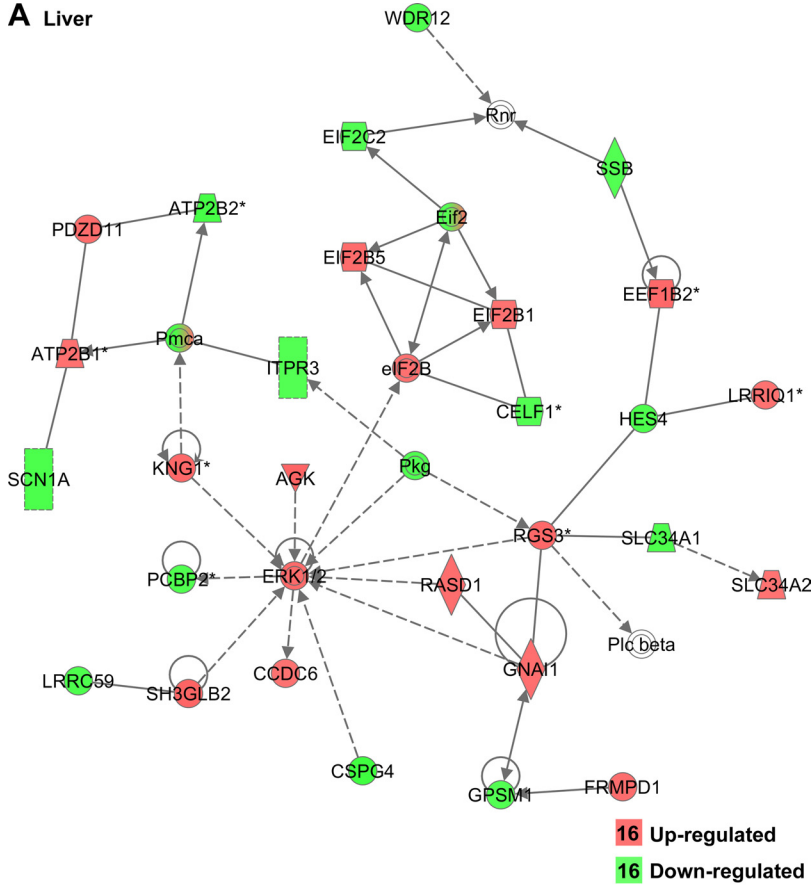 A Liver
WDR12
Rnr
EIF2C2
SSB
ATP2B2*
PDZD11
Eif2
EIF2B5
EEF1B2*
EIF2B1
Pmca
ATP2B1*
ITPR3
eIF2B
LRRIQ1*
CELF1*
HES4
SCN1A
KNG1*
AGK
Pkg
RGS3*
SLC34A1
PCBP2*
ERK1/2
RASD1
SLC34A2
Plc beta
LRRC59
SH3GLB2
CCDC6
GNAI1
CSPG4
GPSM1
FRMPD1
16 Up-regulated
16 Down-regulated